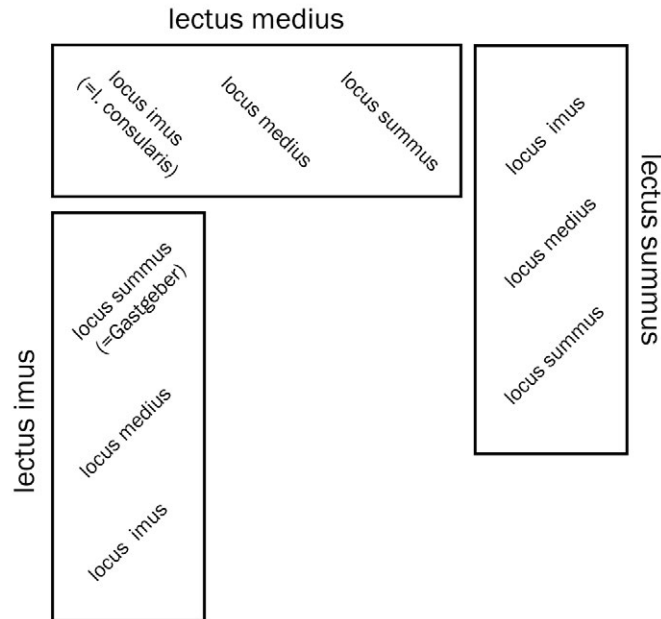 lectus medius
locus imus
(=l. consularis)
locus medius
locus summus
locus  imus
locus medius
locus summus
lectus summus
locus summus
(=Gastgeber)
locus medius
locus  imus
lectus imus